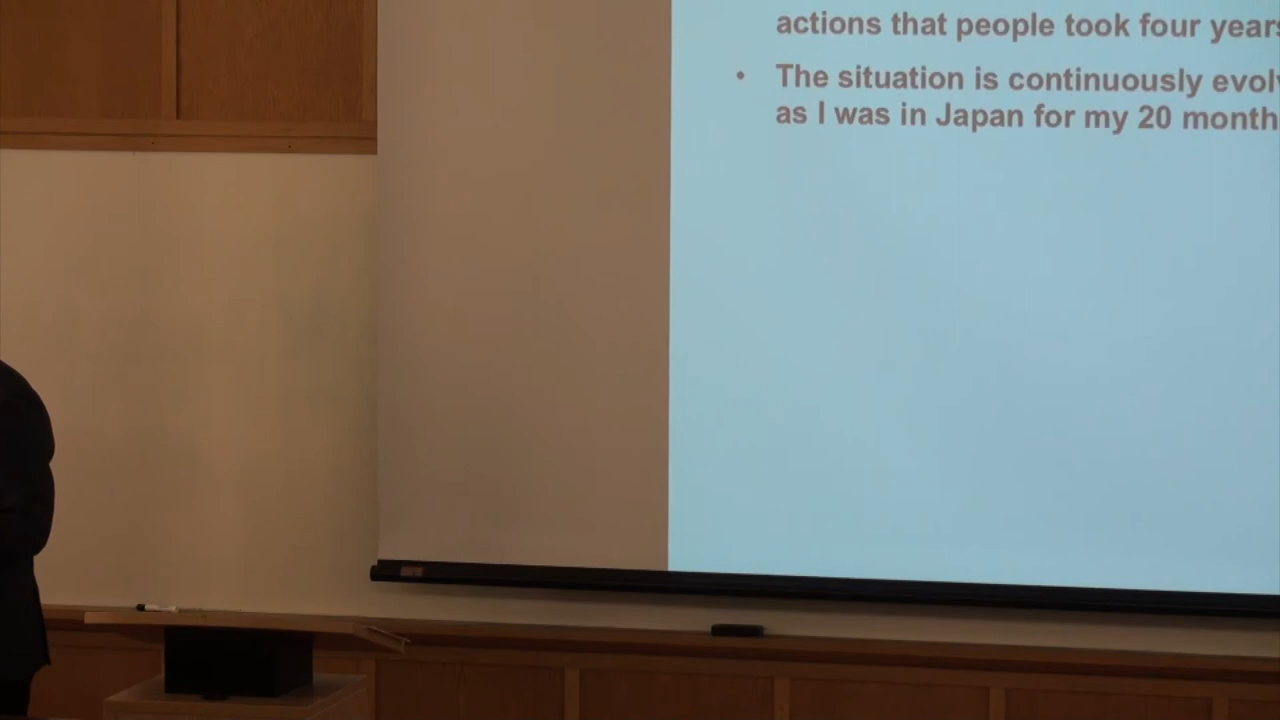 actions that people took four years
• The situation is continuously evol
as I was in Japan for my 20 month